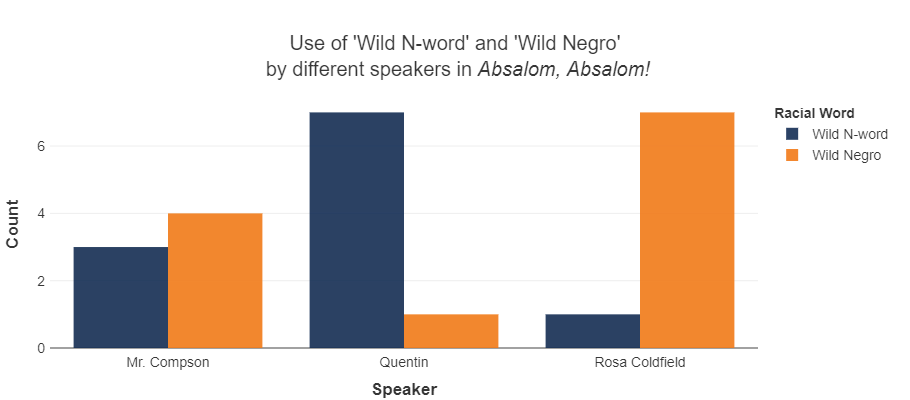 Use of 'Wild N-word' and 'Wild Negro'
by different speakers in Absalom, Absalom!
Racial Word
Wild N-word
Wild Negro
Count
6
4
2
0
Mr. Compson
Quentin
Rosa Coldfield
Speaker